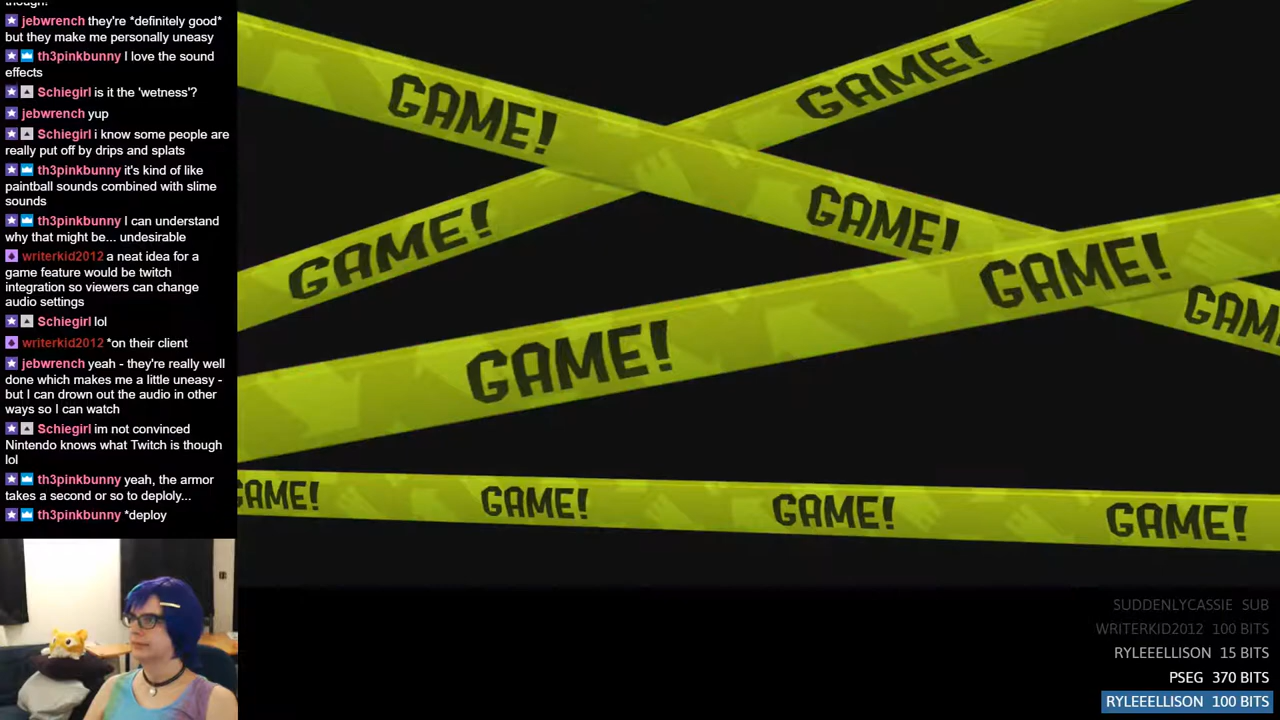 though!
jebwrench they're *definitely good*
but they make me personally uneasy
th3pinkbunny I love the sound
effects
Schiegirl is it the 'wetness'?
jebwrench yup
Schiegirl i know some people are
really put off by drips and splats
th3pinkbunny it's kind of like
paintball sounds combined with slime
sounds
th3pinkbunny I can understand
why that might be... undesirable
writerkid2012 a neat idea for a
game feature would be twitch
integration so viewers can change
audio settings
Schiegirl lol
writerkid2012 *on their client
jebwrench yeah - they're really well
done which makes me a little uneasy -
but I can drown out the audio in other
ways so I can watch
Schiegirl im not convinced
Nintendo knows what Twitch is though
lol
th3pinkbunny yeah, the armor
takes a second or so to deploly...
th3pinkbunny *deploy
GAME!
GAME!
GAME!
GAME!
GAME!
GAME!
GAM
GAME!
GAME!
GAME!
GAME!
SUDDENLYCASSIE SUB
WRITERKID2012 100 BITS
RYLEEELLISON 15 BITS
PSEG 370 BITS
RYLEEELLISON 100 BITS